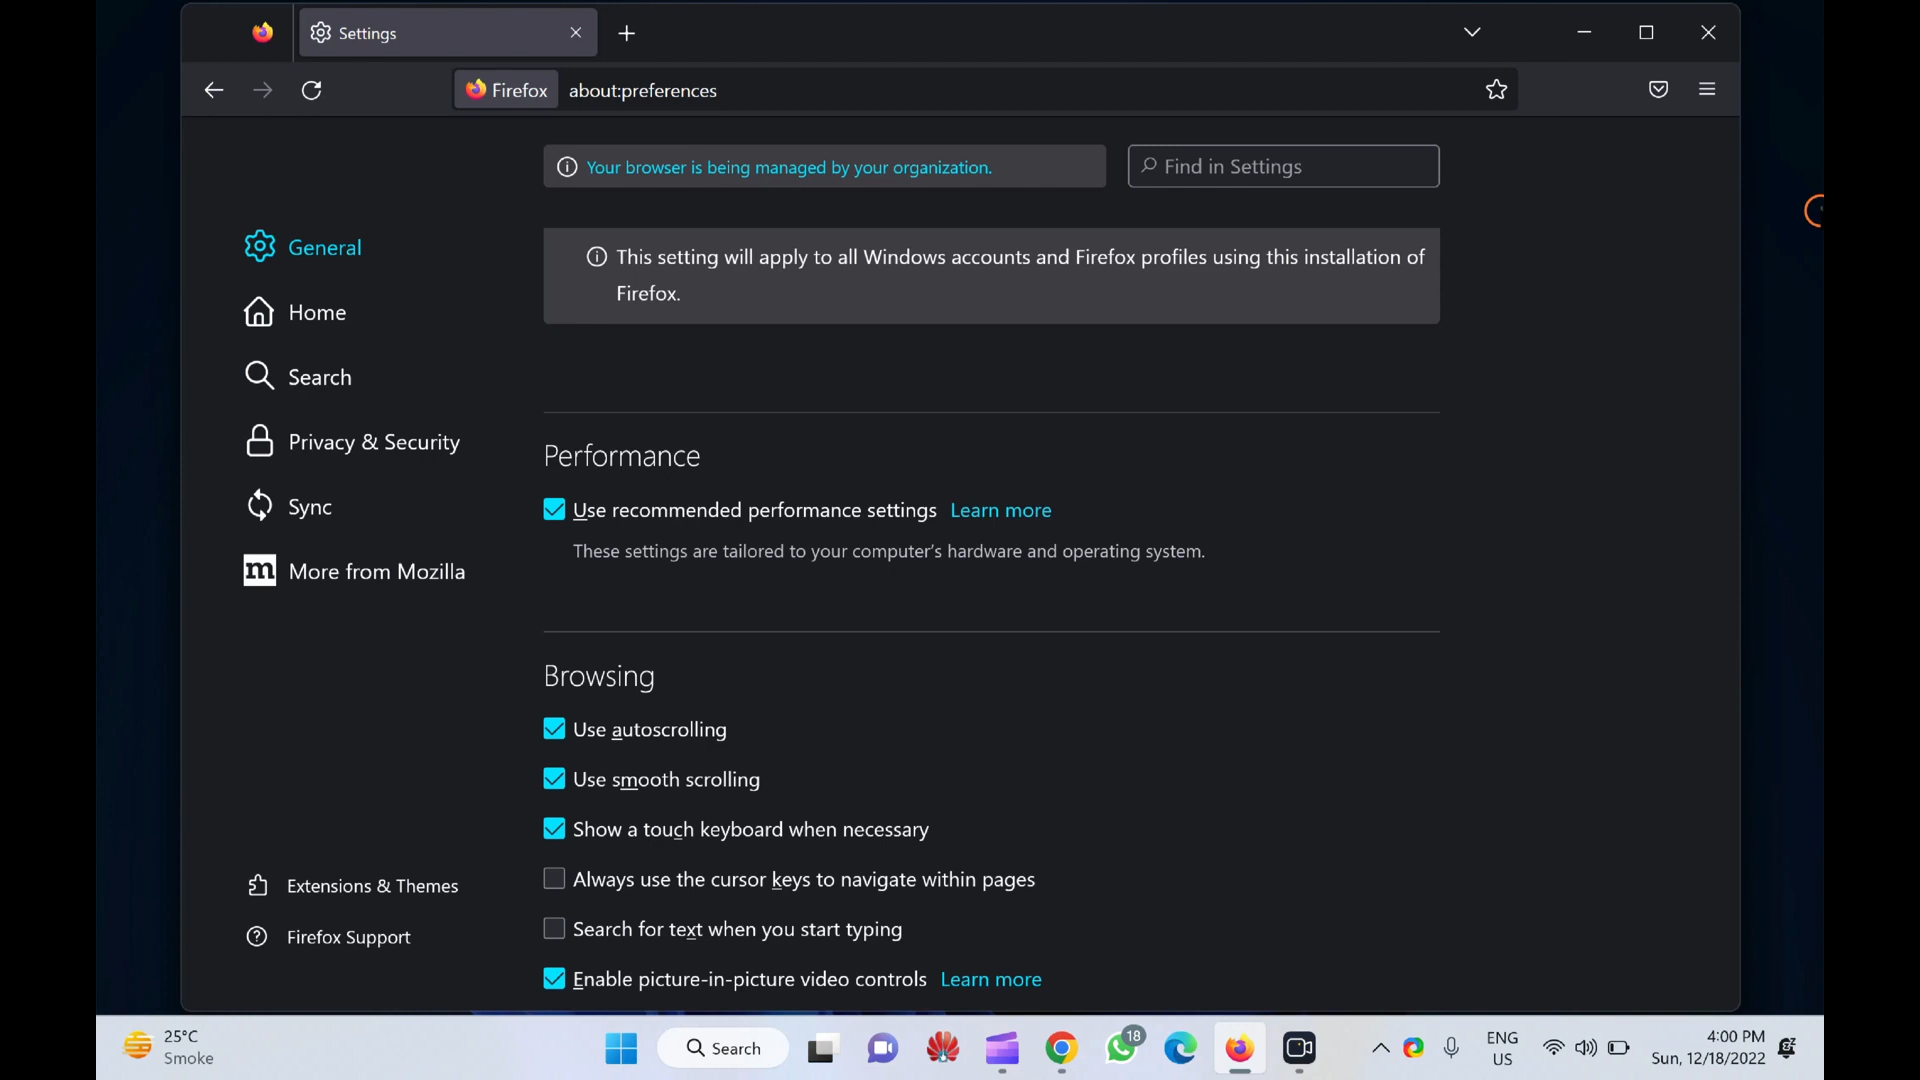 Settings
Firefox
about:preferences
Your browser is being managed by your organization.
Find in Settings
General
Home
Search
Privacy & Security
Sync
More from Mozilla
Extensions & Themes
Firefox Support
This setting will apply to all Windows accounts and Firefox profiles using this installation of
Firefox.
Performance
Use recommended performance settings Learn more
These settings are tailored to your computer's hardware and operating system.
Browsing
Use autoscrolling
Use smooth scrolling
Show a touch keyboard when necessary
Always use the cursor keys to navigate within pages
Search for text when you start typing
Enable picture-in-picture video controls Learn more
25°C
Smoke
Search
18
ENG
US
4:00 PM
Sun, 12/18/2022